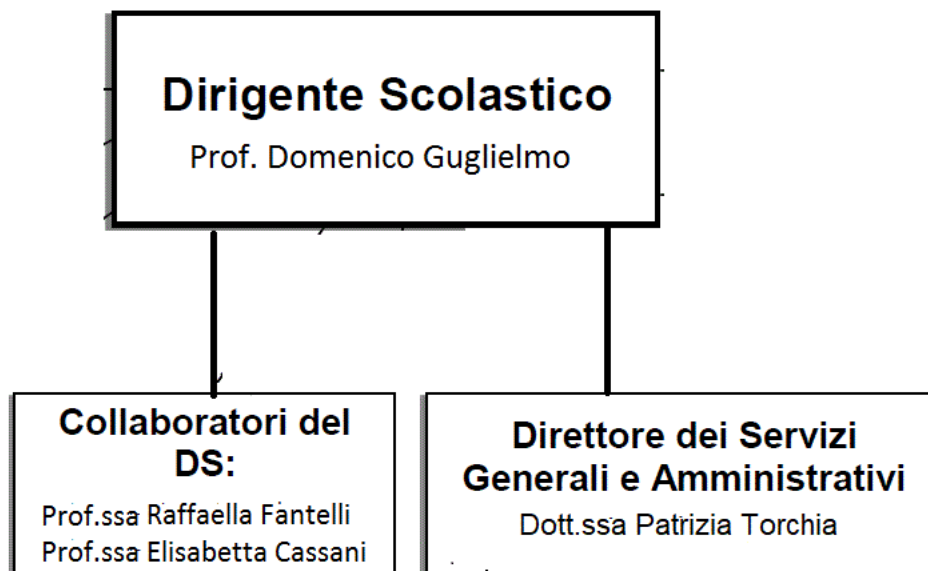 Dirigente Scolastico
Prof. Domenico Guglielmo
Collaboratori del
DS:
Prof.ssa Raffaella Fantelli
Prof.ssa Elisabetta Cassani
Direttore dei Servizi
Generali e Amministrativi
Dott.ssa Patrizia Torchia